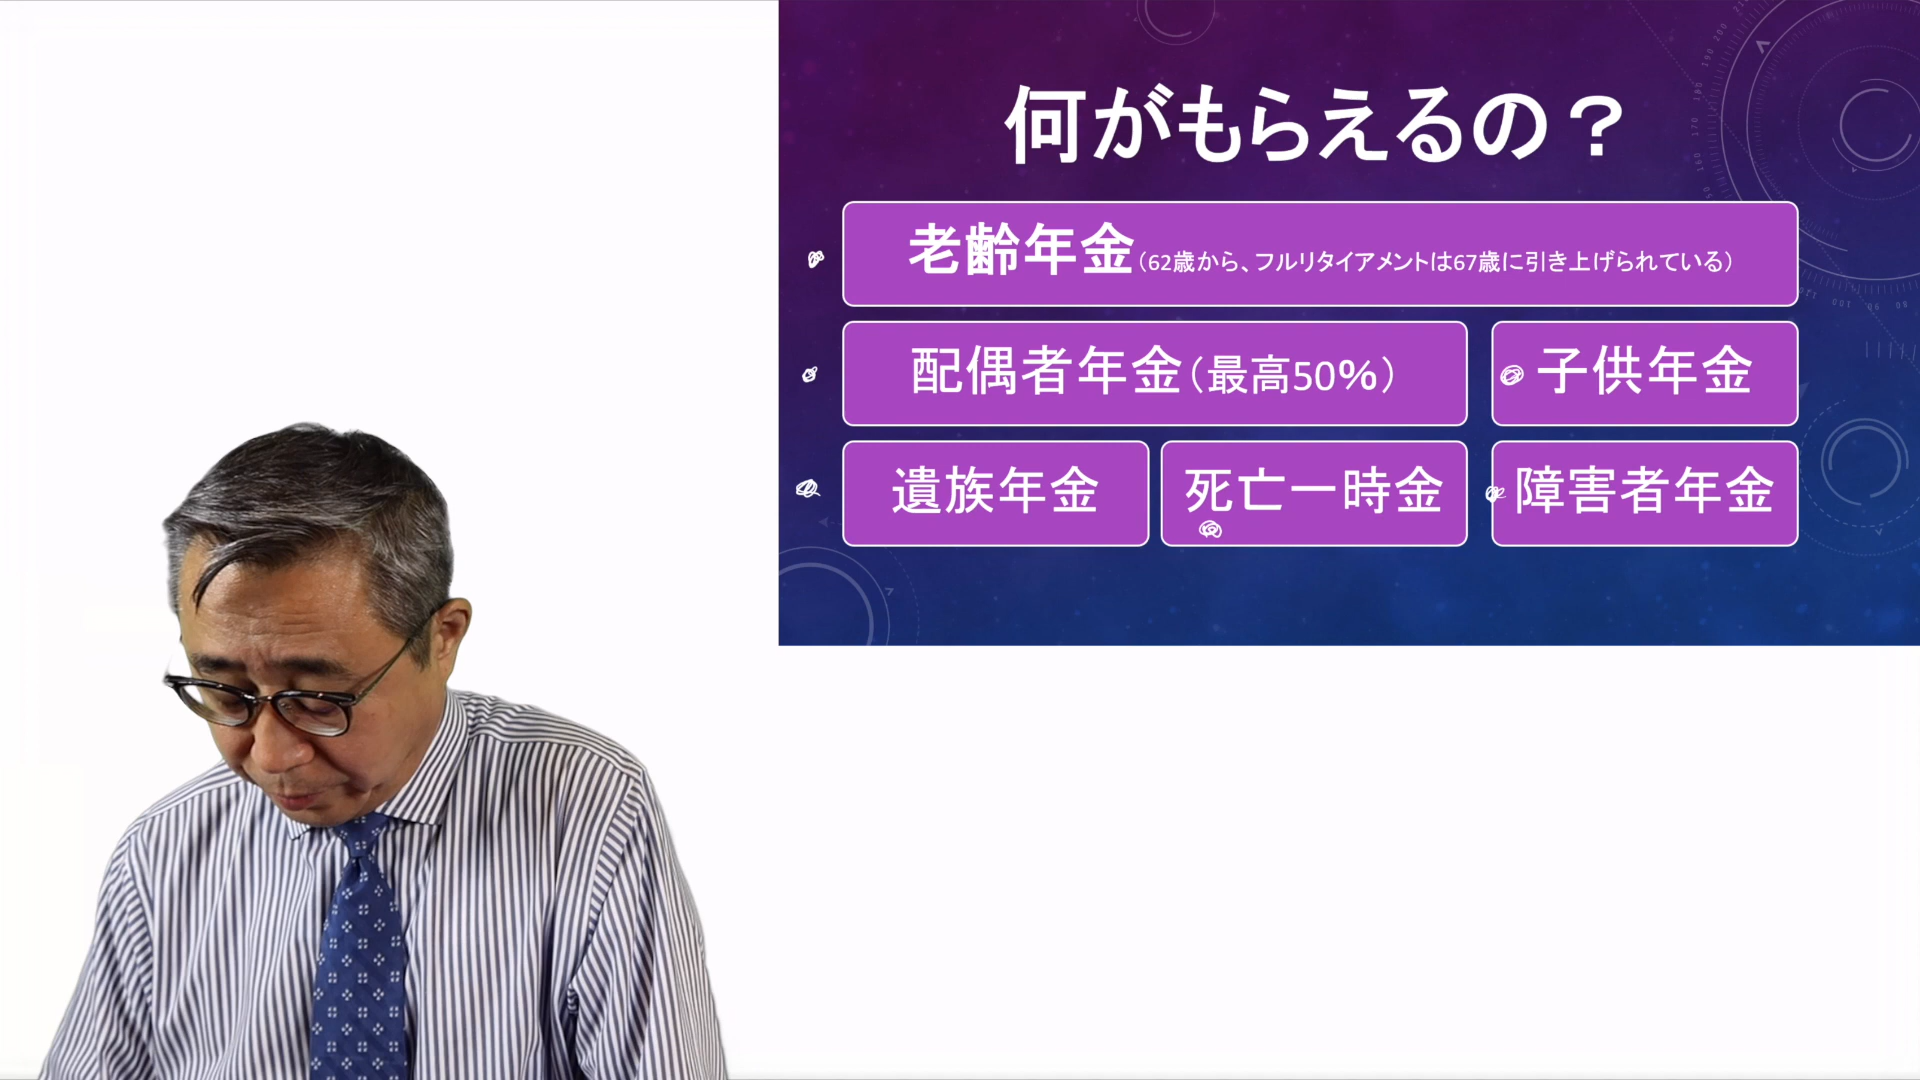 何がもらえるの？
老齢年金（62歳から、フルリタイアメントは67歳に引き上げられている）
配偶者年金（最高50％）
子供年金
遺族年金
死亡一時金
障害者年金